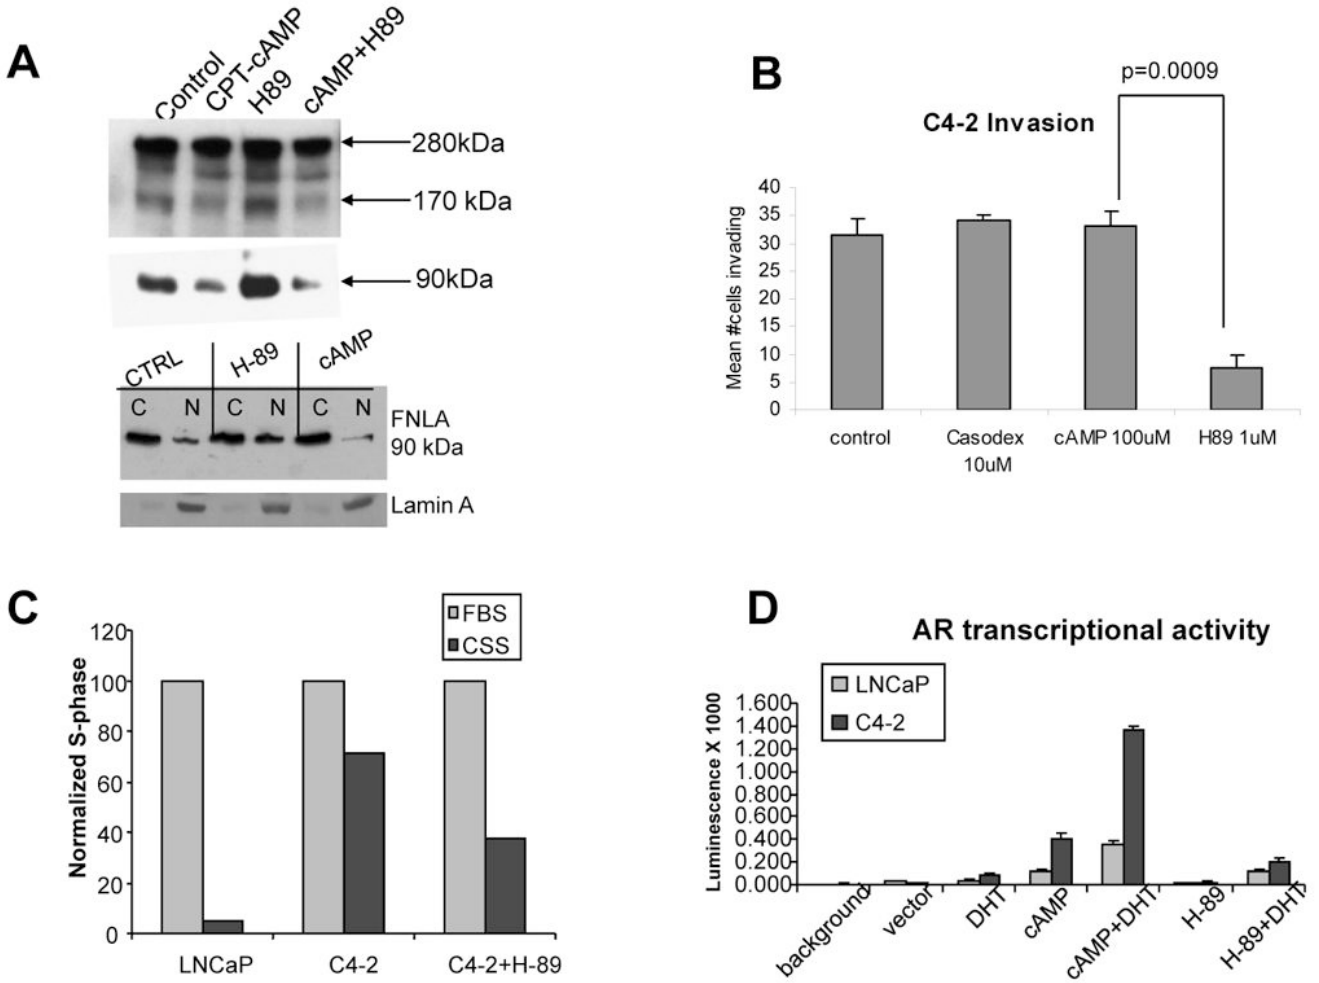 A
Control
CPT-cAMP
H89
cAMP+H89
280kDa
170 kDa
90kDa
CTRL
H-89
cAMP
C N C N C N
FNLA
90 kDa
Lamin A
B
p=0.0009
C4-2 Invasion
Mean #cells invading
40
35
30
25
20
15
10
5
0
control
Casodex
10uM
cAMP 100uM
H89 1uM
C
FBS
CSS
Normalized S-phase
120
100
80
60
40
20
0
LNCaP
C4-2
C4-2+H-89
D
AR transcriptional activity
LNCaP
C4-2
Luminescence X 1000
1.600
1.400
1.200
1.000
0.800
0.600
0.400
0.200
0.000
background
vector
DHT
cAMP
cAMP+DHT
H-89
H-89+DHT